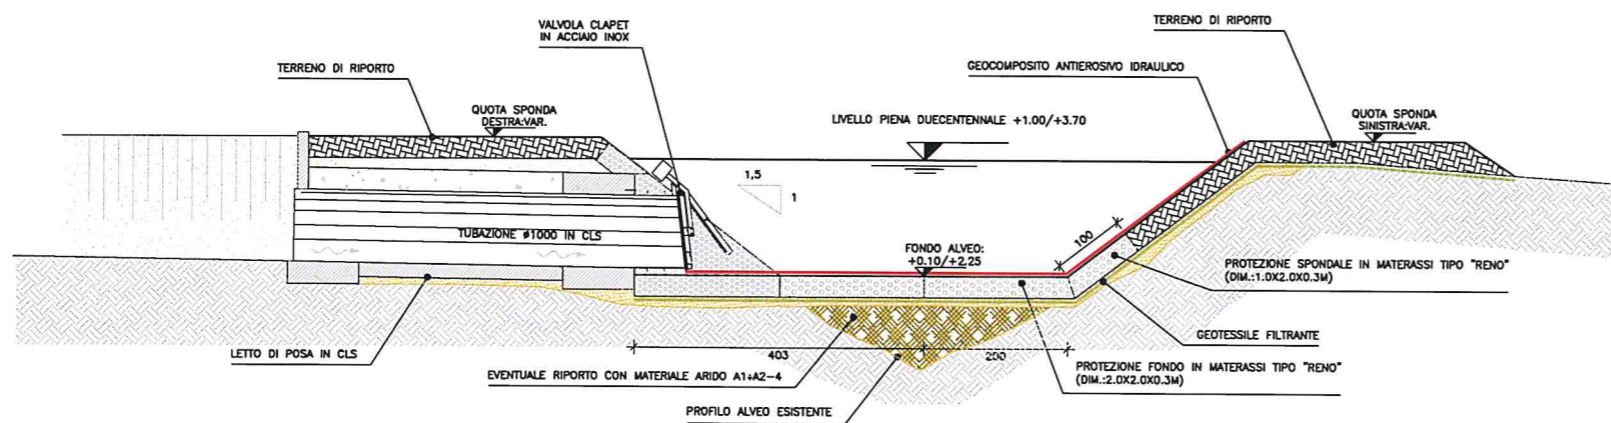 VALVOLA CLAPET
IN ACCIAIO INOX
TERRENO DI RIPORTO
TERRENO DI RIPORTO
GEOCOMPOSITO ANTIEROSIVO IDRAULICO
QUOTA SPONDA
DESTRA:VAR.
LIVELLO PIENA DUECENTENNALE +1.00/+3.70
QUOTA SPONDA
SINISTRA:VAR.
1,5
1
TUBAZIONE ø1000 IN CLS
FONDO ALVEO:
+0.10/+2.25
100
PROTEZIONE SPONDALE IN MATERASSI TIPO "RENO"
(DIM.:1.0X2.0X0.3M)
GEOTESSILE FILTRANTE
LETTO DI POSA IN CLS
403
200
PROTEZIONE FONDO IN MATERASSI TIPO "RENO"
(DIM.:2.0X2.0X0.3M)
EVENTUALE RIPORTO CON MATERIALE ARIDO A1÷A2-4
PROFILO ALVEO ESISTENTE